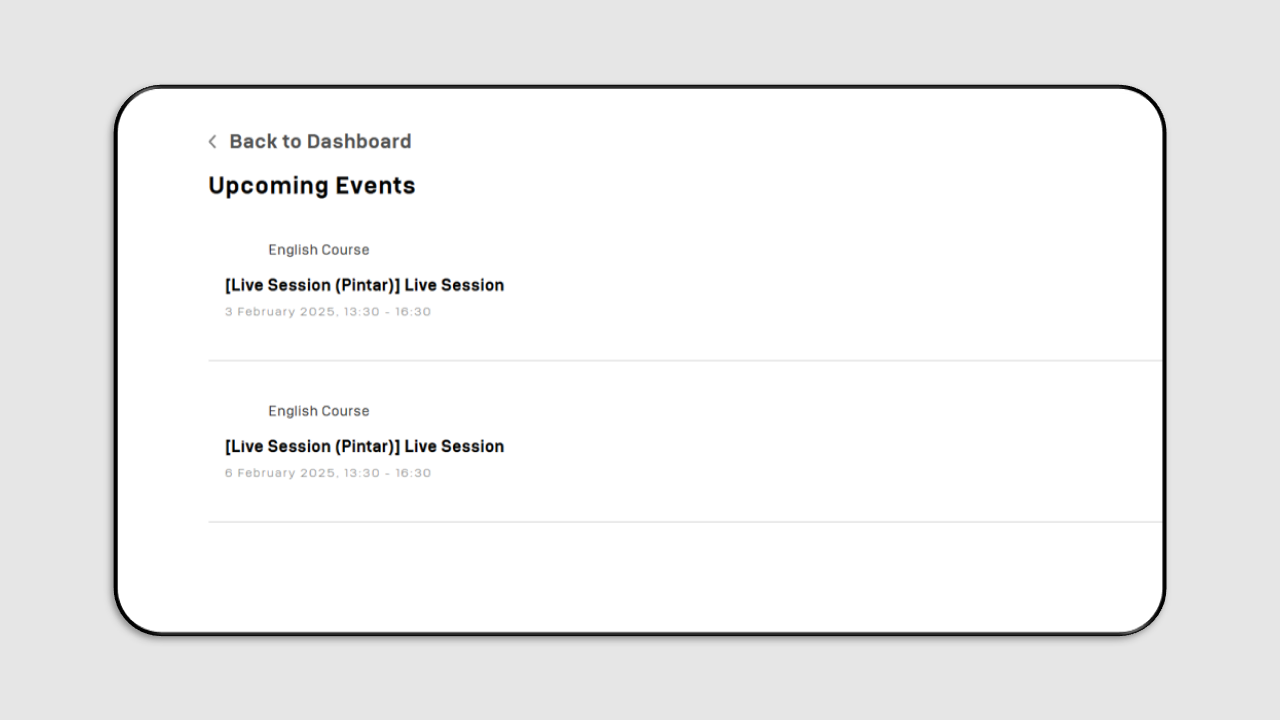 Back to Dashboard
Upcoming Events
English Course
[Live Session (Pintar)] Live Session
3 February 2025, 13:30 - 16:30
English Course
[Live Session (Pintar)] Live Session
6 February 2025, 13:30 - 16:30